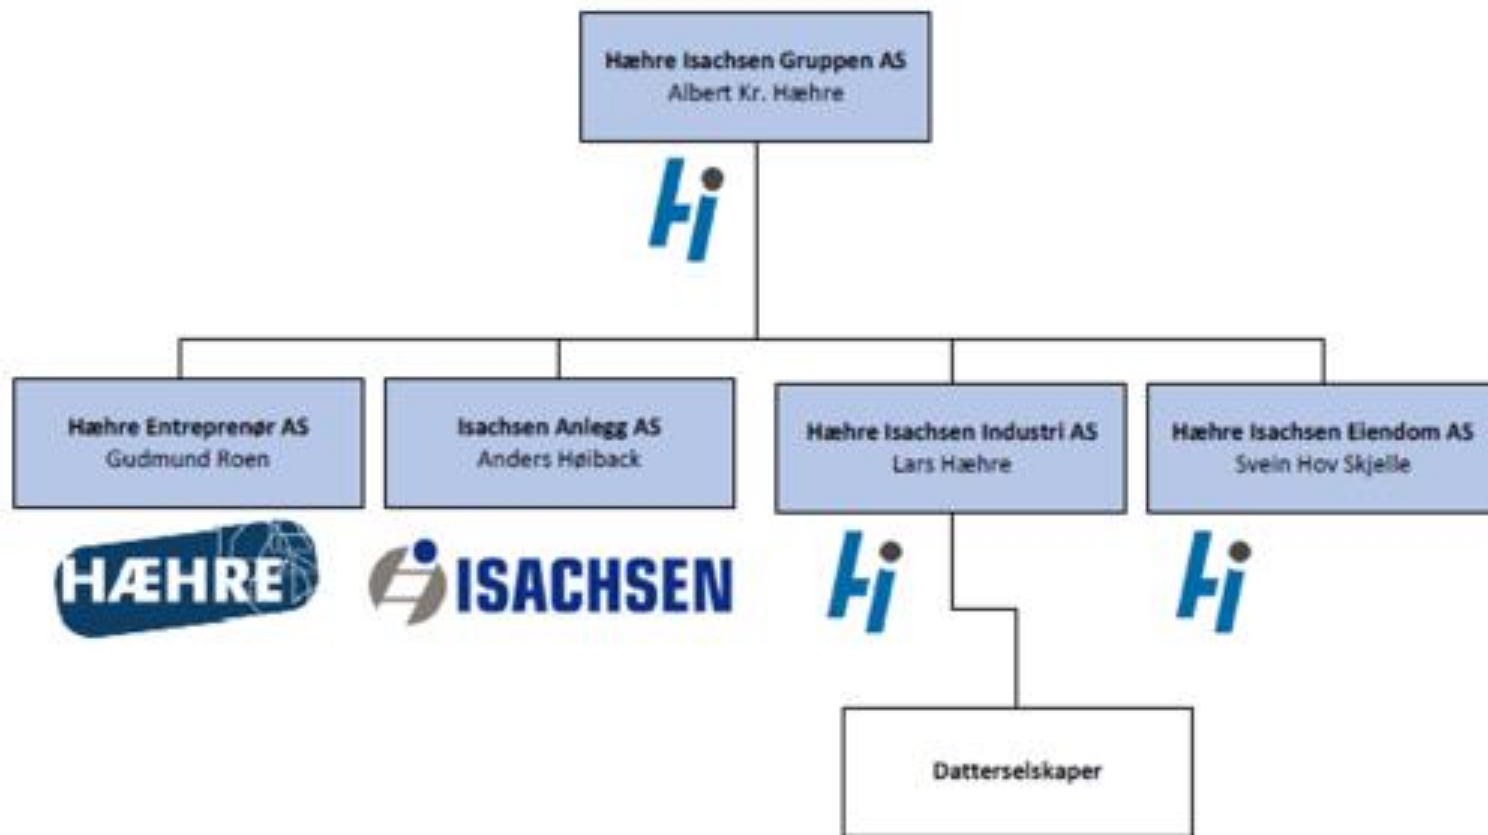 Hæhre Isachsen Gruppen AS
Albert Kr. Hæhre
Hæhre Entreprenør AS
Gudmund Roen
Isachsen Anlegg AS
Anders Høiback
Hæhre Isachsen Industri AS
Lars Hæhre
Hæhre Isachsen Eiendom AS
Svein Hov Skjelle
HÆHRE
ISACHSEN
Datterselskaper